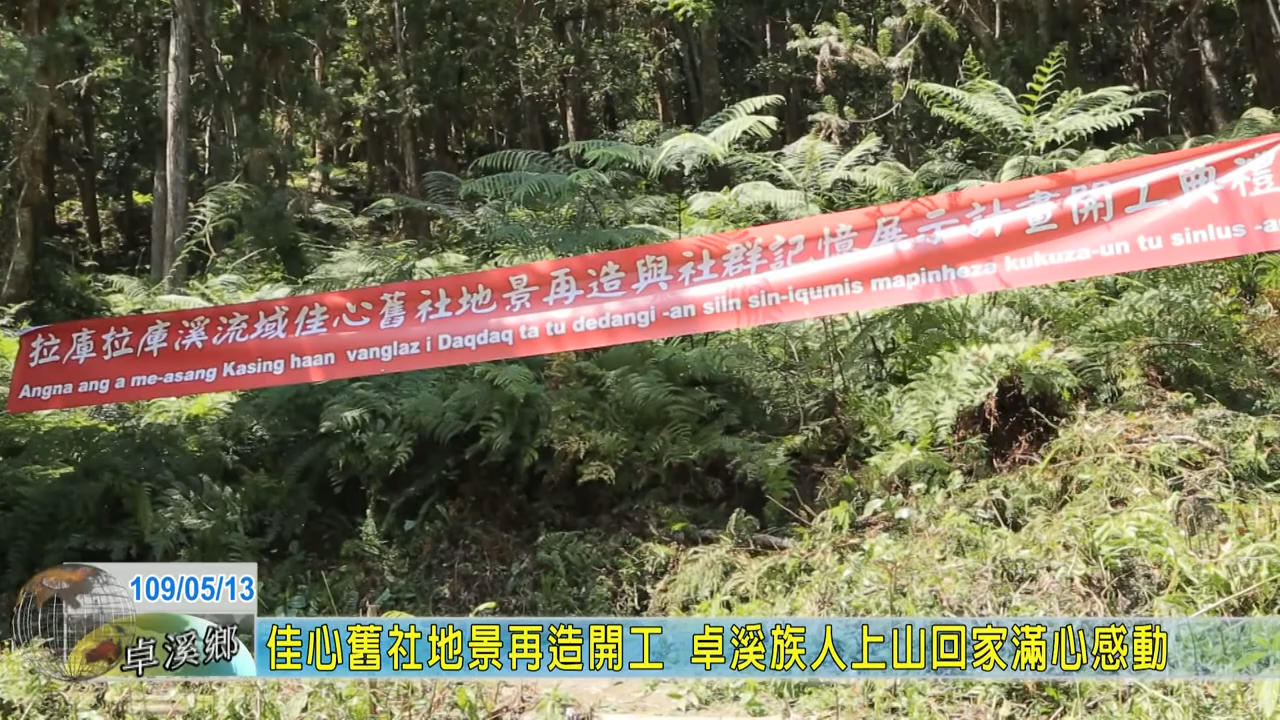 拉庫拉庫溪流域佳心舊社地景再造與社群記憶展示計畫開工典禮
Angna ang a me-asang Kasing haan vanglaz i Daqdaq ta tu dedangi -an siin sin-iqumis mapinheza kukuza-un tu sinlus -an
109/05/13
卓溪鄉
佳心舊社地景再造開工 卓溪族人上山回家滿心感動